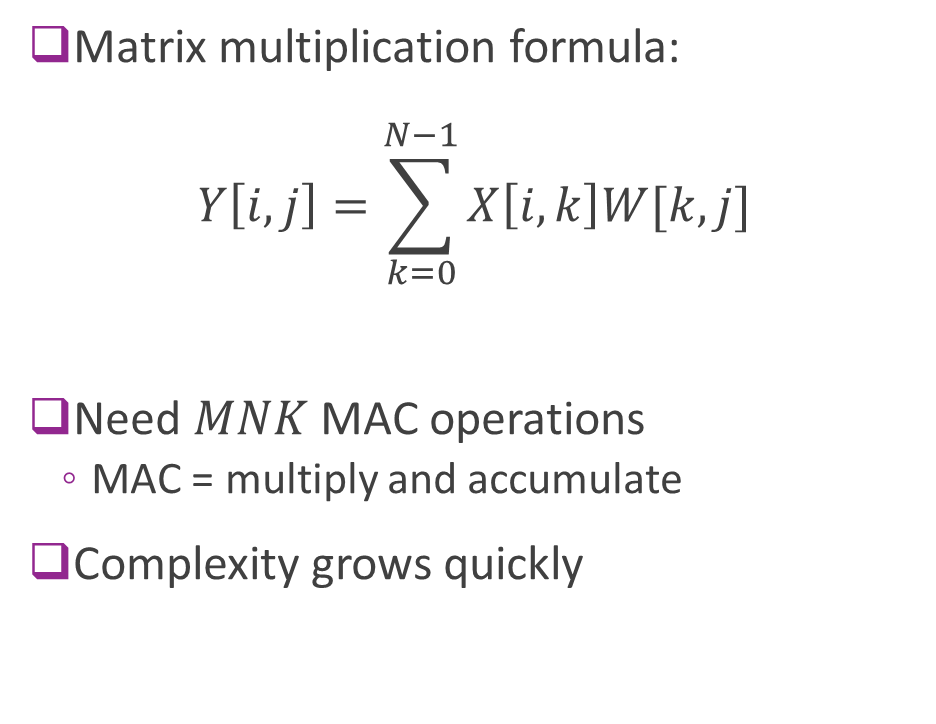 ❑Matrix multiplication formula:
N−1
Y[i, j] = ∑ X[i, k]W[k, j]
k=0
❑Need MNK MAC operations
◦ MAC = multiply and accumulate
❑Complexity grows quickly